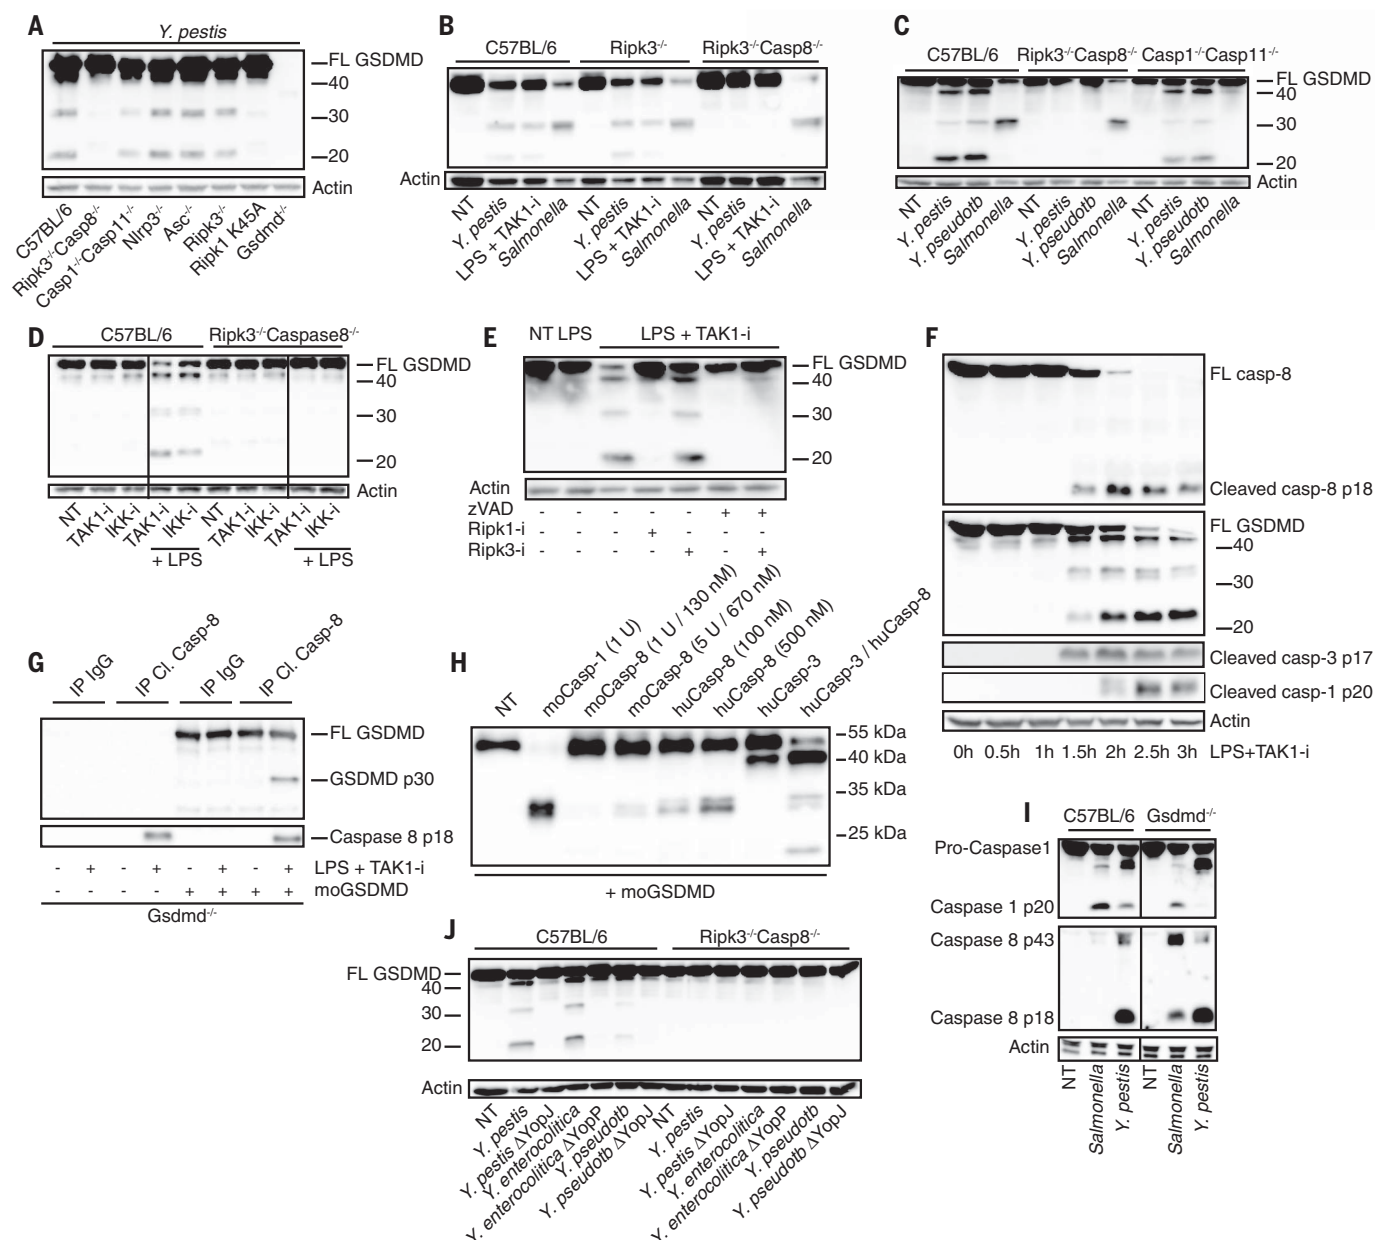 A
Y. pestis
FL GSDMD
40
30
20
Actin
C57BL/6
Ripk3-/-Casp8-/-
Casp1-/-Casp11-/-
Nlrp3-/-
Asc-/-
Ripk3-/-
Ripk1 K45A
Gsdmd-/-
B
C57BL/6 Ripk3-/- Ripk3-/-Casp8-/-
Actin
NT
Y. pestis
LPS + TAK1-i
Salmonella
NT
Y. pestis
LPS + TAK1-i
Salmonella
NT
Y. pestis
LPS + TAK1-i
Salmonella
C
C57BL/6 Ripk3-/-Casp8-/- Casp1-/-Casp11-/-
FL GSDMD
40
30
20
Actin
NT
Y. pestis
Y. pseudotb
Salmonella
NT
Y. pestis
Y. pseudotb
Salmonella
NT
Y. pestis
Y. pseudotb
Salmonella
D
C57BL/6 Ripk3-/-Caspase8-/-
FL GSDMD
40
30
20
Actin
NT
TAK1-i
IKK-i
TAK1-i
IKK-i
NT
TAK1-i
IKK-i
TAK1-i
IKK-i
+ LPS + LPS
E
NT LPS LPS + TAK1-i
FL GSDMD
40
30
20
Actin
zVAD - - - - - + +
Ripk1-i - - - + - - -
Ripk3-i - - - - + - +
F
FL casp-8
Cleaved casp-8 p18
FL GSDMD
40
30
20
Cleaved casp-3 p17
Cleaved casp-1 p20
Actin
0h 0.5h 1h 1.5h 2h 2.5h 3h LPS+TAK1-i
G
IP IgG
IP Cl. Casp-8
IP IgG
IP Cl. Casp-8
FL GSDMD
GSDMD p30
Caspase 8 p18
- + - + - + - + LPS + TAK1-i
- - - - + + + + moGSDMD
Gsdmd-/-
H
NT
moCasp-1 (1 U)
moCasp-8 (1 U / 130 nM)
moCasp-8 (5 U / 670 nM)
huCasp-8 (100 nM)
huCasp-8 (500 nM)
huCasp-3
huCasp-3 / huCasp-8
55 kDa
40 kDa
35 kDa
25 kDa
+ moGSDMD
I
C57BL/6 Gsdmd-/-
Pro-Caspase1
Caspase 1 p20
Caspase 8 p43
Caspase 8 p18
Actin
NT
Salmonella
Y. pestis
NT
Salmonella
Y. pestis
J
C57BL/6 Ripk3-/-Casp8-/-
FL GSDMD
40
30
20
Actin
NT
Y. pestis
Y. pestis ΔYopJ
Y. enterocolitica
Y. enterocolitica ΔYopP
Y. pseudotb
Y. pseudotb ΔYopJ
NT
Y. pestis
Y. pestis ΔYopJ
Y. enterocolitica
Y. enterocolitica ΔYopP
Y. pseudotb
Y. pseudotb ΔYopJ